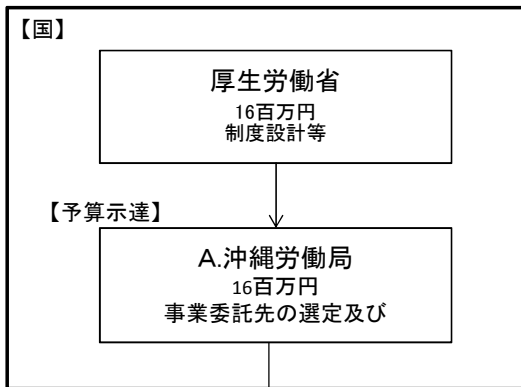 【国】
厚生労働省
16百万円
制度設計等
【予算示達】
A.沖縄労働局
16百万円
事業委託先の選定及び